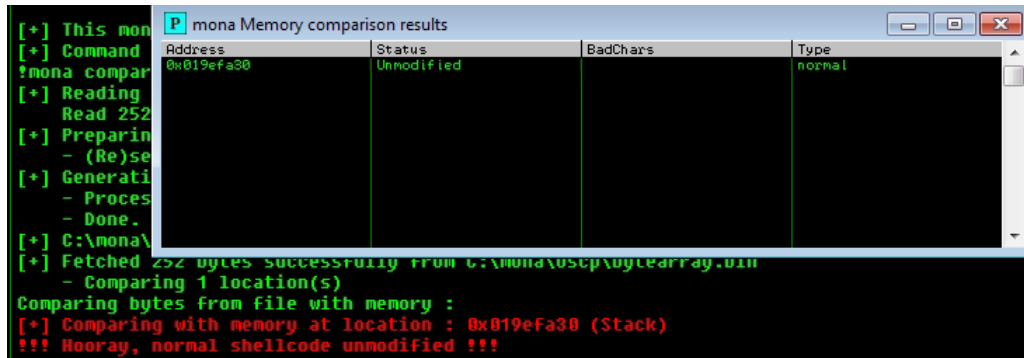 [+] This mon
[+] Command
!mona compar
[+] Reading
Read 252
[+] Preparin
- (Re)se
[+] Generati
- Proces
- Done.
[+] C:\mona\
[+] Fetched 252 bytes successfully from C:\mona\oscp\bytearray.bin
- Comparing 1 location(s)
Comparing bytes from file with memory :
[+] Comparing with memory at location : 0x019efa30 (Stack)
!!! Hooray, normal shellcode unmodified !!!
P mona Memory comparison results
Address Status BadChars Type
0x019efa30 Unmodified normal